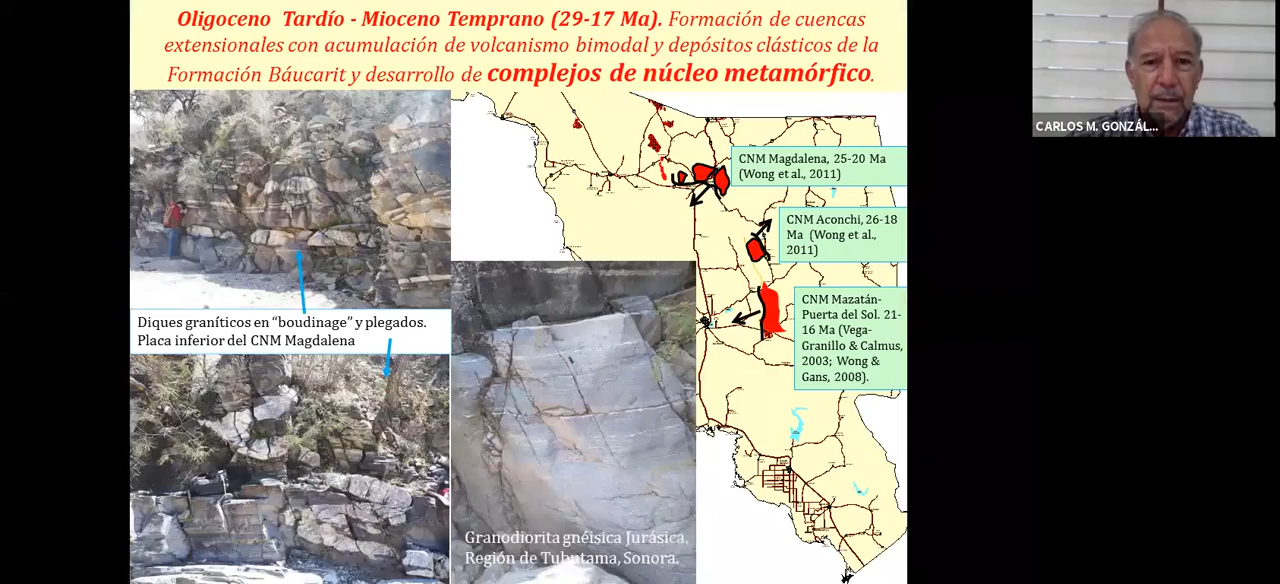 Oligoceno Tardío - Mioceno Temprano (29-17 Ma). Formación de cuencas
extensionales con acumulación de volcanismo bimodal y depósitos clásticos de la
Formación Báucarit y desarrollo de complejos de núcleo metamórfico.
CARLOS M. GONZÁL...
CNM Magdalena, 25-20 Ma
(Wong et al., 2011)
CNM Aconchi, 26-18
Ma (Wong et al.,
2011)
CNM Mazatán-
Puerta del Sol. 21-
16 Ma (Vega-
Granillo & Calmus,
2003; Wong &
Gans, 2008).
Diques graníticos en “boudinage” y plegados.
Placa inferior del CNM Magdalena
Granodiorita gnéisica Jurásica.
Región de Tubutama, Sonora.